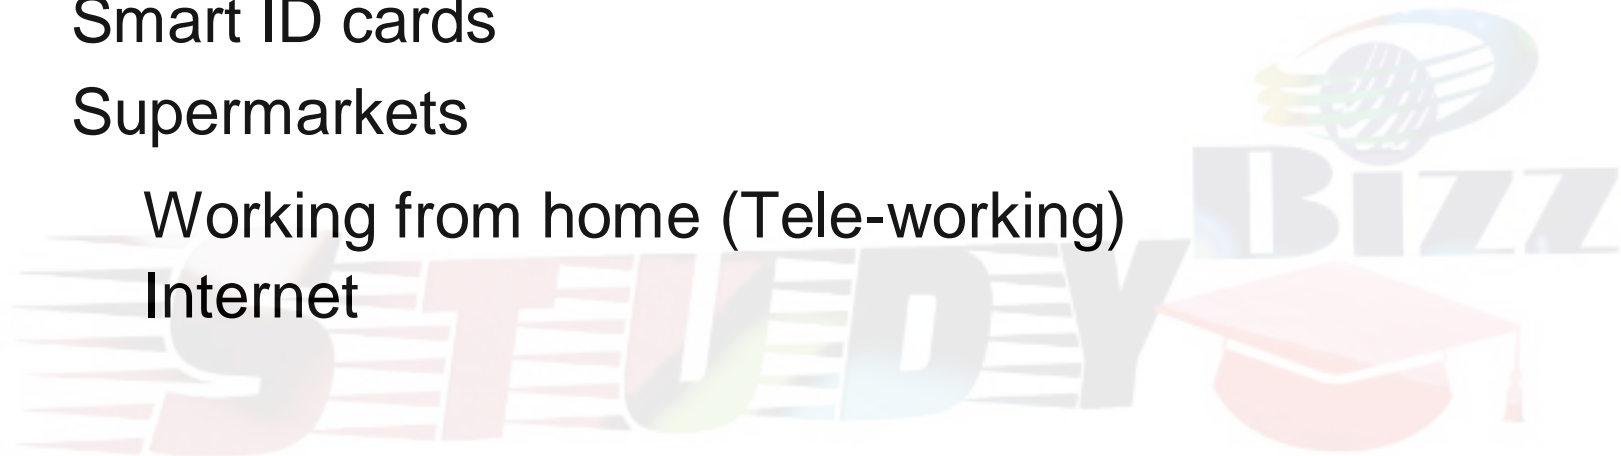 Smart ID cards
Supermarkets
Working from home (Tele-working)
Internet
STUDY
Bizz